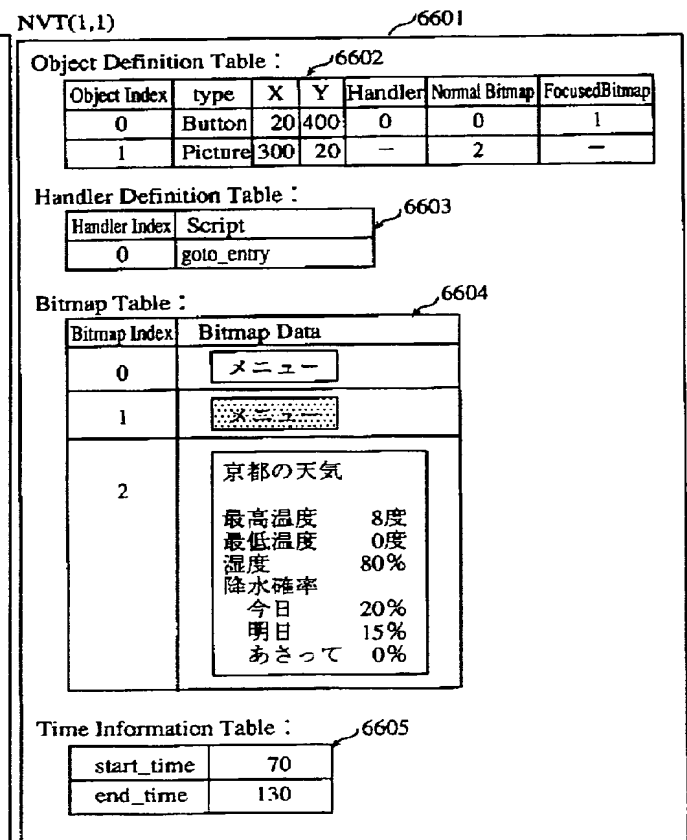 NVT(1,1)
6601
Object Definition Table :
6602
Object Index type X Y Handler Normal Bitmap FocusedBitmap
0 Button 20 400 0 0 1
1 Picture 300 20 — 2 —
Handler Definition Table :
6603
Handler Index Script
0 goto_entry
Bitmap Table :
6604
Bitmap Index Bitmap Data
0 メニュー
1 メニュー
2
京都の天気
最高温度 8度
最低温度 0度
湿度 80%
降水確率
今日 20%
明日 15%
あさって 0%
Time Information Table :
6605
start_time 70
end_time 130